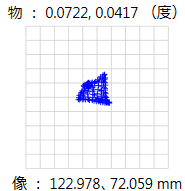 物 : 0.0722, 0.0417 （度）
像 : 122.978、72.059 mm